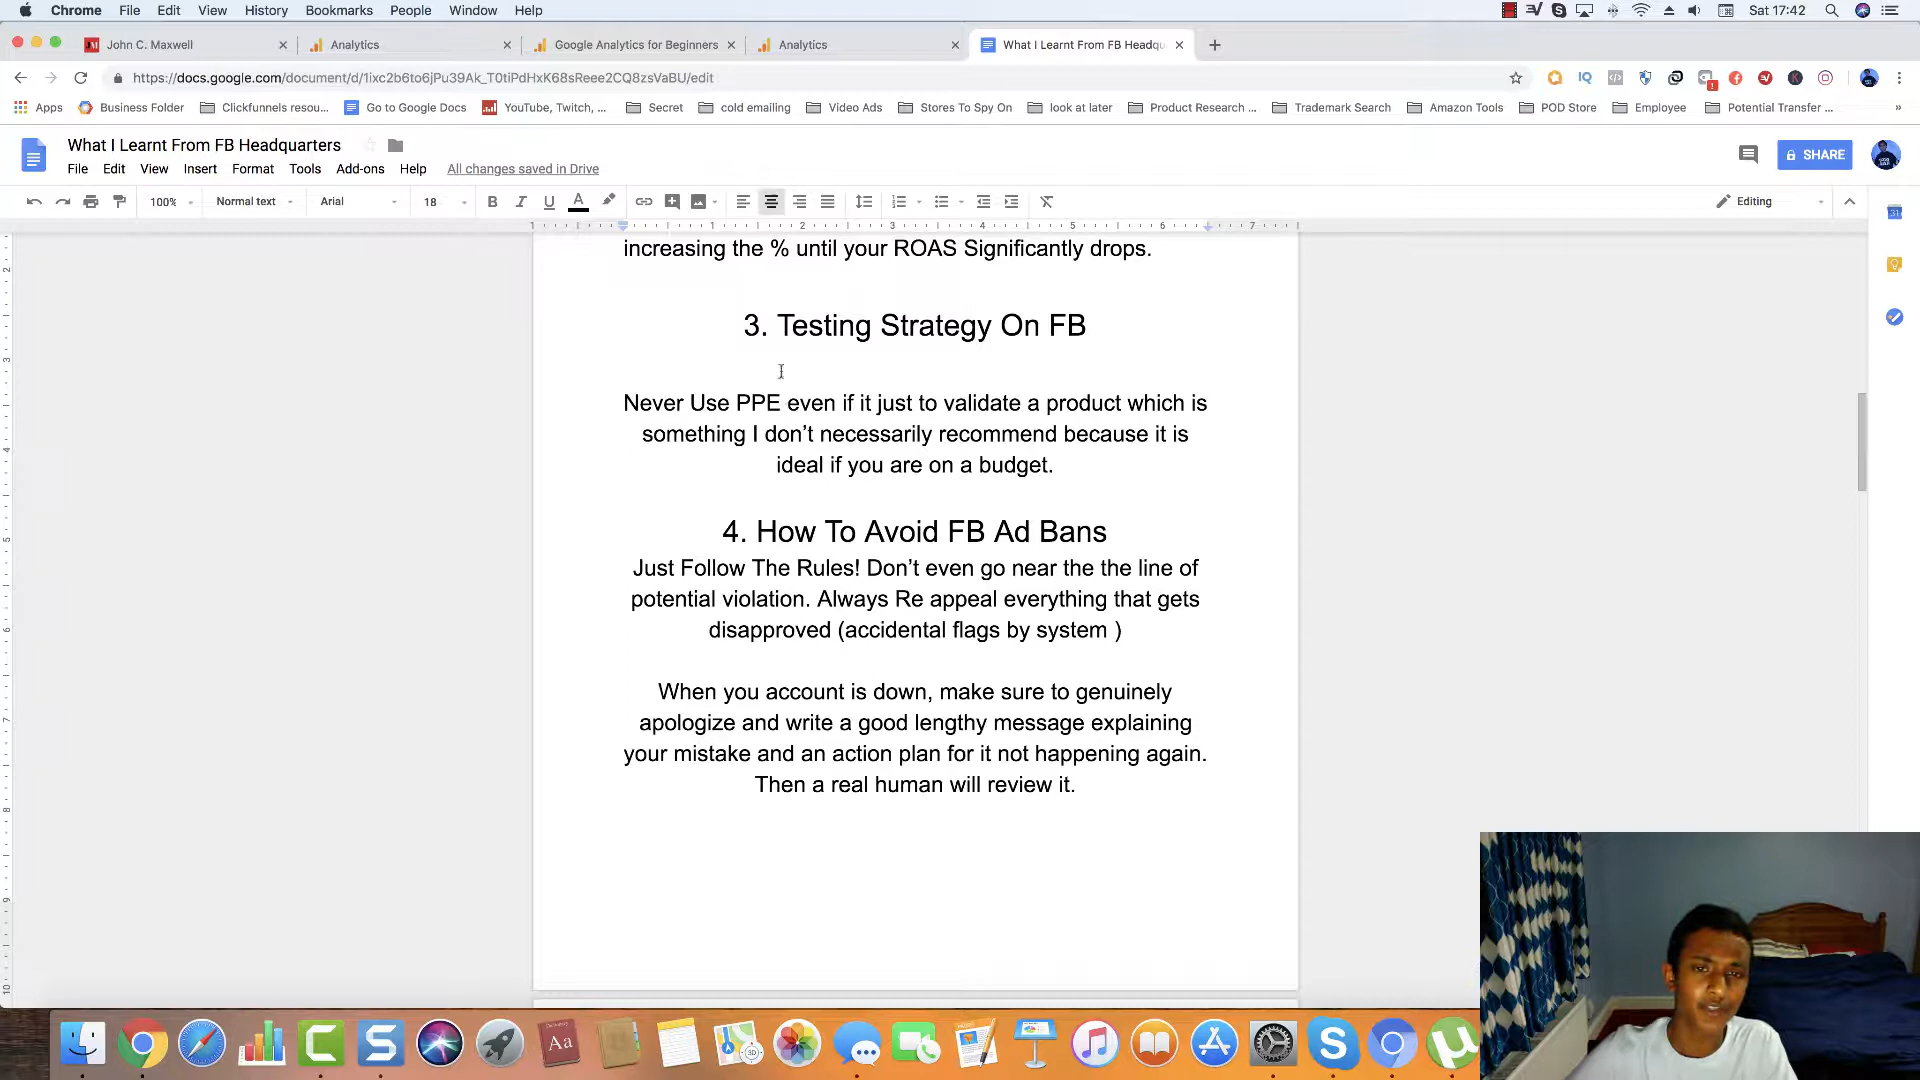 Chrome File Edit View History Bookmarks People Window Help
Sat 17:42
John C. Maxwell
Analytics
Google Analytics for Beginners
Analytics
What I Learnt From FB Headqu
https://docs.google.com/document/d/1ixc2b6to6jPu39Ak_T0tiPdHxK68sReee2CQ8zsVaBU/edit
Apps
Business Folder
Clickfunnels resou...
Go to Google Docs
YouTube, Twitch, ...
Secret
cold emailing
Video Ads
Stores To Spy On
look at later
Product Research ...
Trademark Search
Amazon Tools
POD Store
Employee
Potential Transfer ...
What I Learnt From FB Headquarters
File Edit View Insert Format Tools Add-ons Help All changes saved in Drive
SHARE
100% Normal text Arial 18
Editing
1 1 2 3 4 5 6 7
increasing the % until your ROAS Significantly drops.
3. Testing Strategy On FB
Never Use PPE even if it just to validate a product which is
something I don’t necessarily recommend because it is
ideal if you are on a budget.
4. How To Avoid FB Ad Bans
Just Follow The Rules! Don’t even go near the the line of
potential violation. Always Re appeal everything that gets
disapproved (accidental flags by system )
When you account is down, make sure to genuinely
apologize and write a good lengthy message explaining
your mistake and an action plan for it not happening again.
Then a real human will review it.